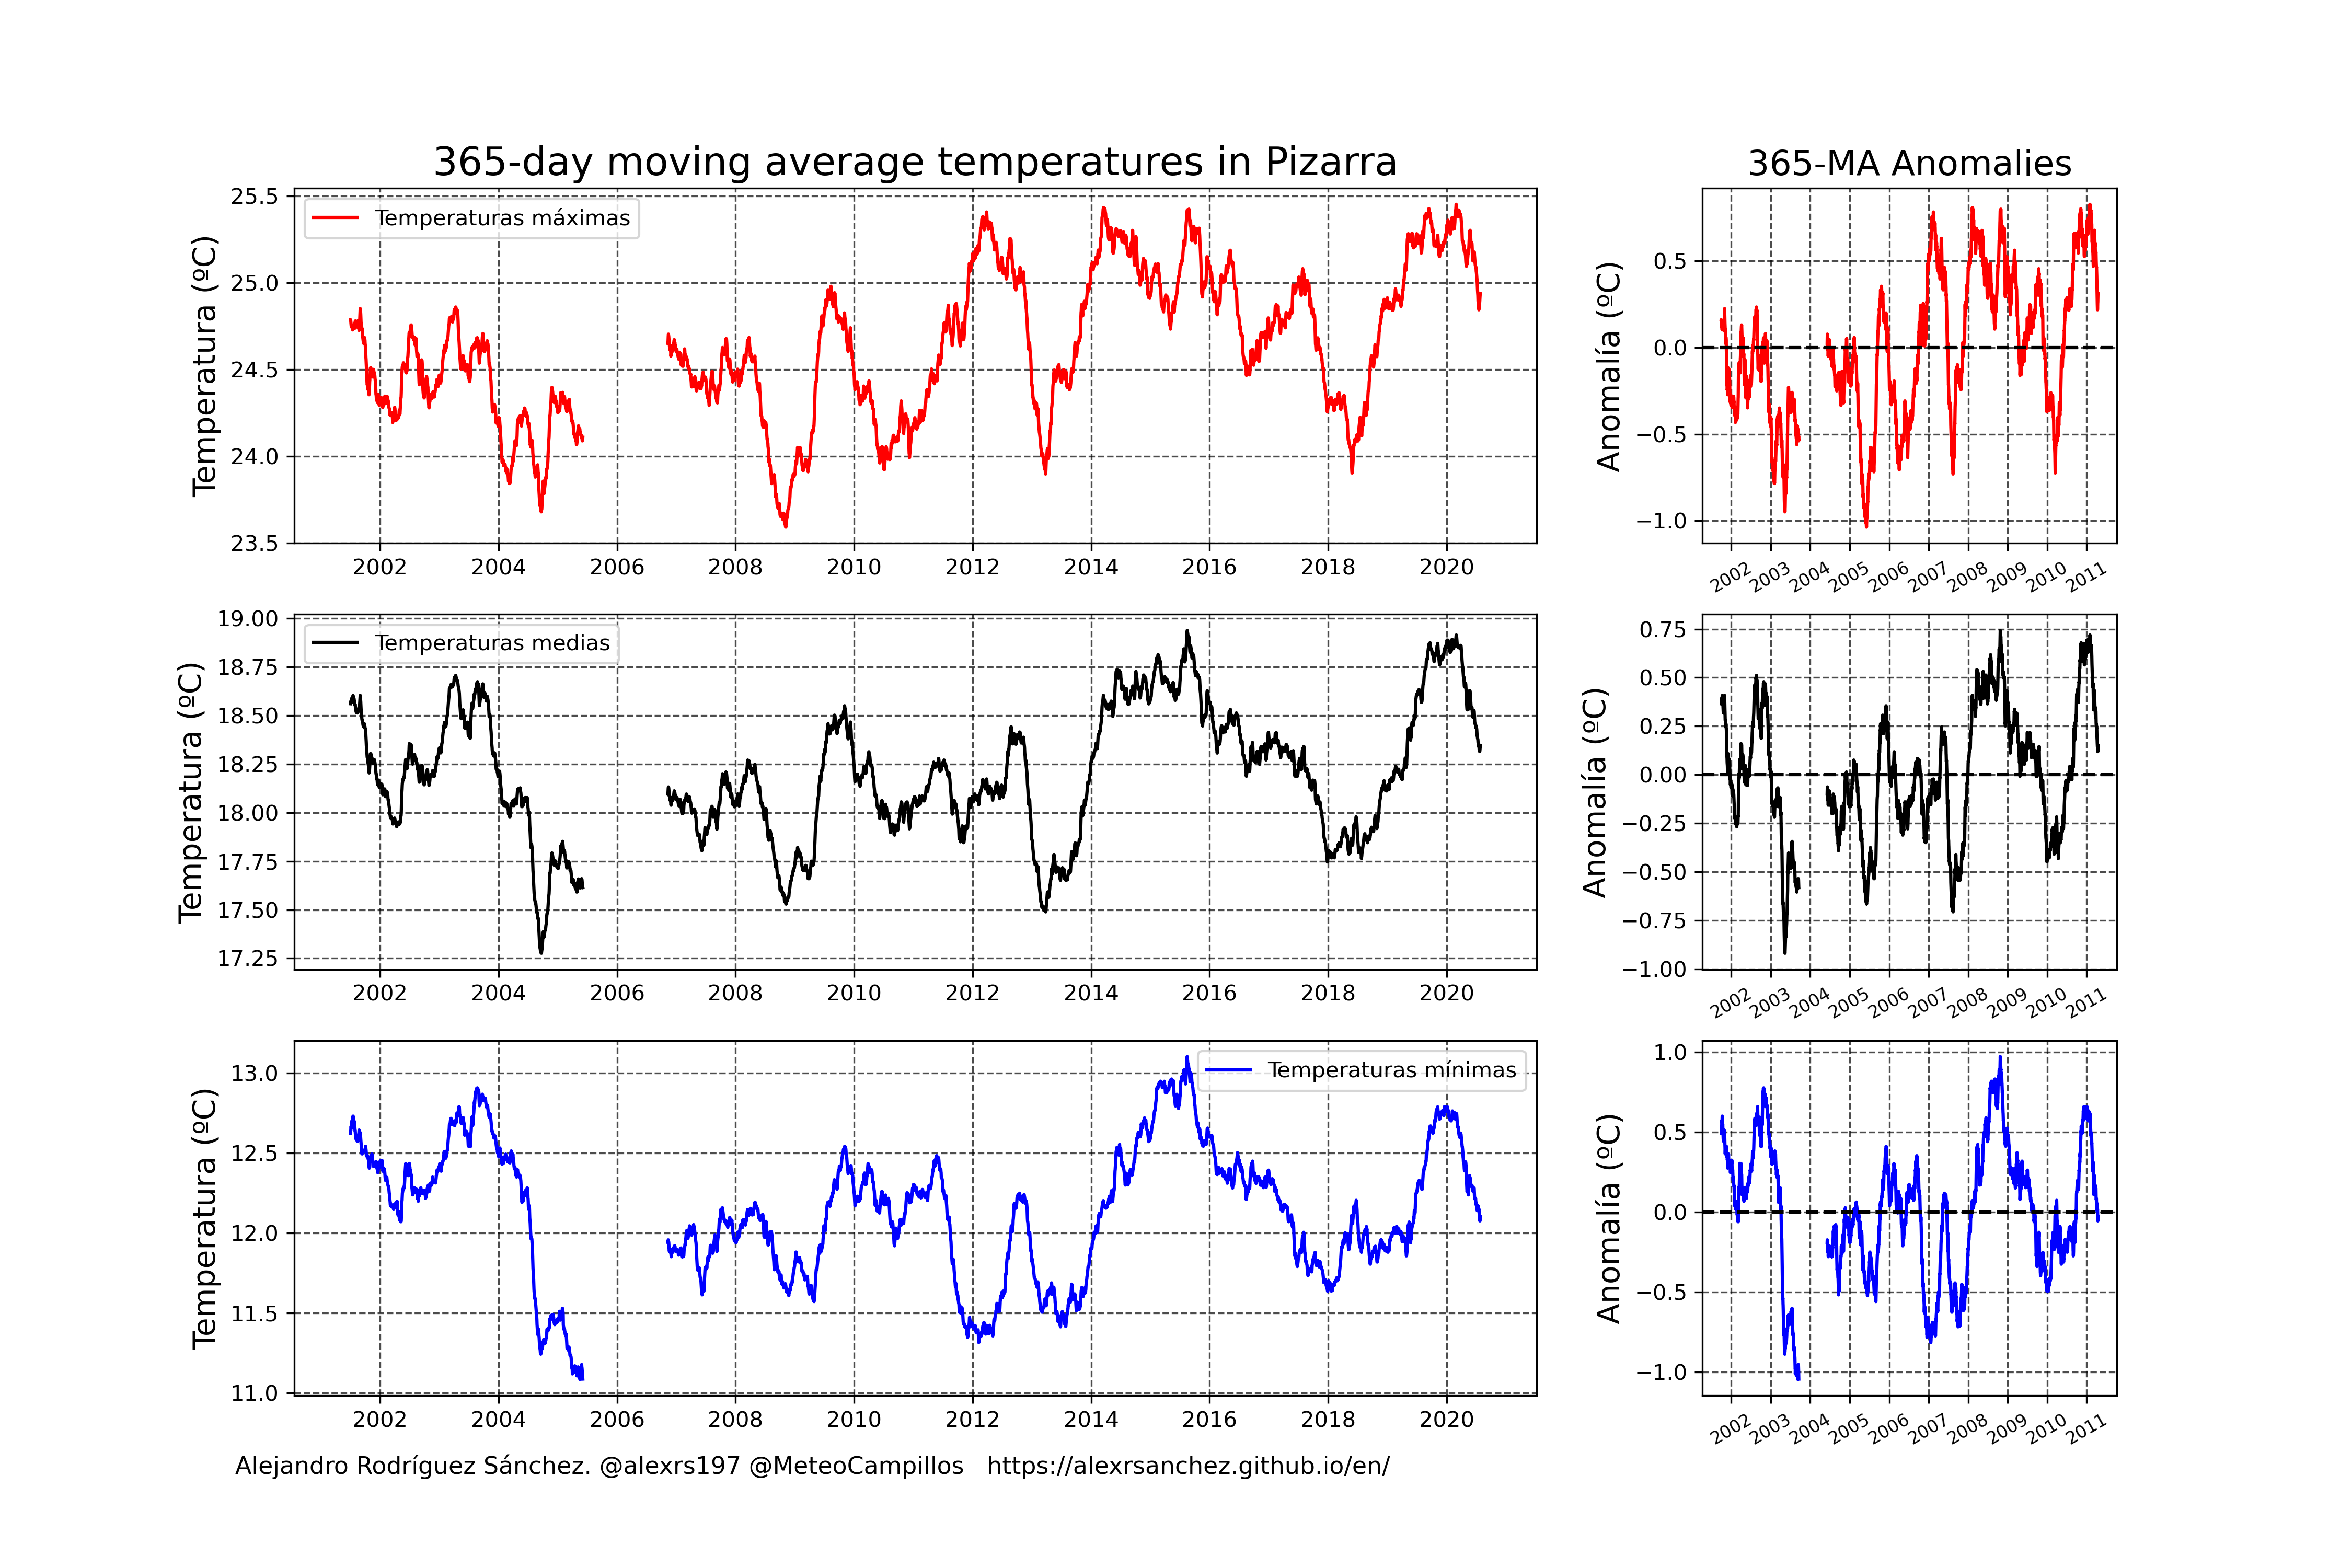 365-day moving average temperatures in Pizarra
365-MA Anomalies
Temperatura (ºC)
25.5
25.0
24.5
24.0
23.5
Temperaturas máximas
2002 2004 2006 2008 2010 2012 2014 2016 2018 2020
Anomalía (ºC)
0.5
0.0
−0.5
−1.0
2002 2003 2004 2005 2006 2007 2008 2009 2010 2011
Temperatura (ºC)
19.00
18.75
18.50
18.25
18.00
17.75
17.50
17.25
Temperaturas medias
2002 2004 2006 2008 2010 2012 2014 2016 2018 2020
Anomalía (ºC)
0.75
0.50
0.25
0.00
−0.25
−0.50
−0.75
−1.00
2002 2003 2004 2005 2006 2007 2008 2009 2010 2011
Temperatura (ºC)
13.0
12.5
12.0
11.5
11.0
Temperaturas mínimas
2002 2004 2006 2008 2010 2012 2014 2016 2018 2020
Anomalía (ºC)
1.0
0.5
0.0
−0.5
−1.0
2002 2003 2004 2005 2006 2007 2008 2009 2010 2011
Alejandro Rodríguez Sánchez. @alexrs197 @MeteoCampillos https://alexrsanchez.github.io/en/